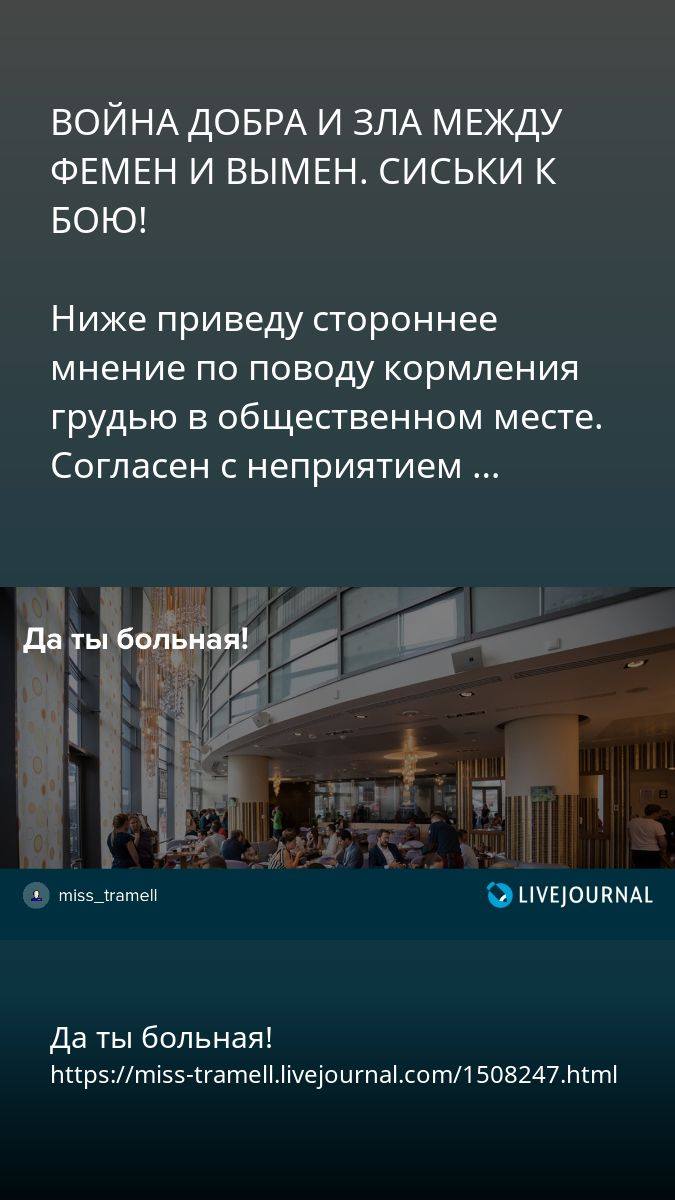 ВОЙНА ДОБРА И ЗЛА МЕЖДУ
ФЕМЕН И ВЫМЕН. СИСЬКИ К
БОЮ!
Ниже приведу стороннее
мнение по поводу кормления
грудью в общественном месте.
Согласен с неприятием ...
Да ты больная!
miss_tramell
LIVEJOURNAL
Да ты больная!
https://miss-tramell.livejournal.com/1508247.html